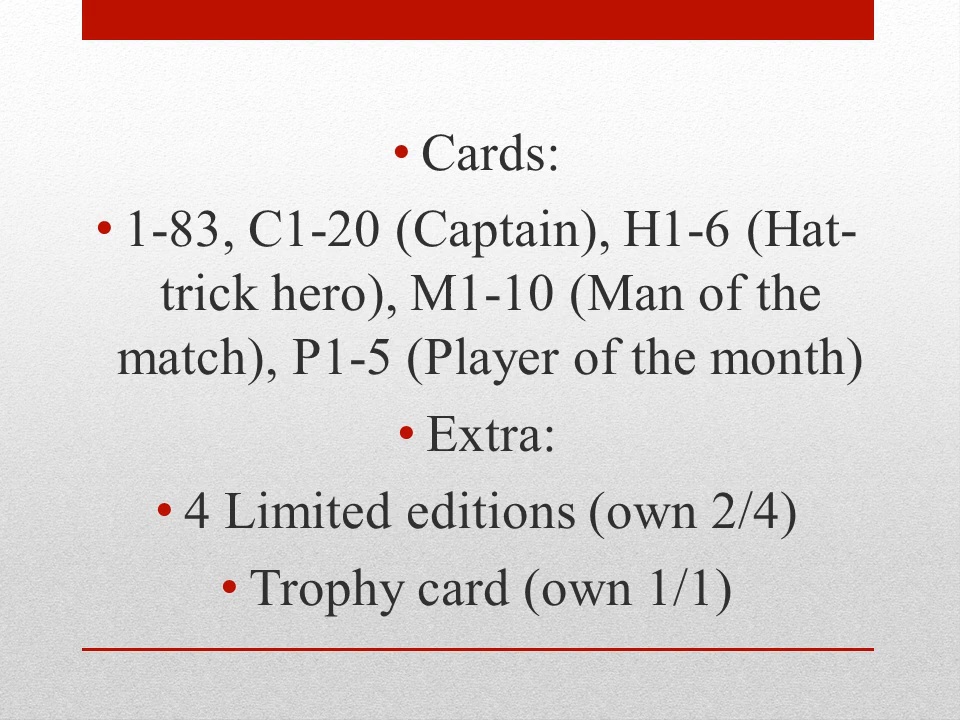 • Cards:
• 1-83, C1-20 (Captain), H1-6 (Hat-
trick hero), M1-10 (Man of the
match), P1-5 (Player of the month)
• Extra:
• 4 Limited editions (own 2/4)
• Trophy card (own 1/1)